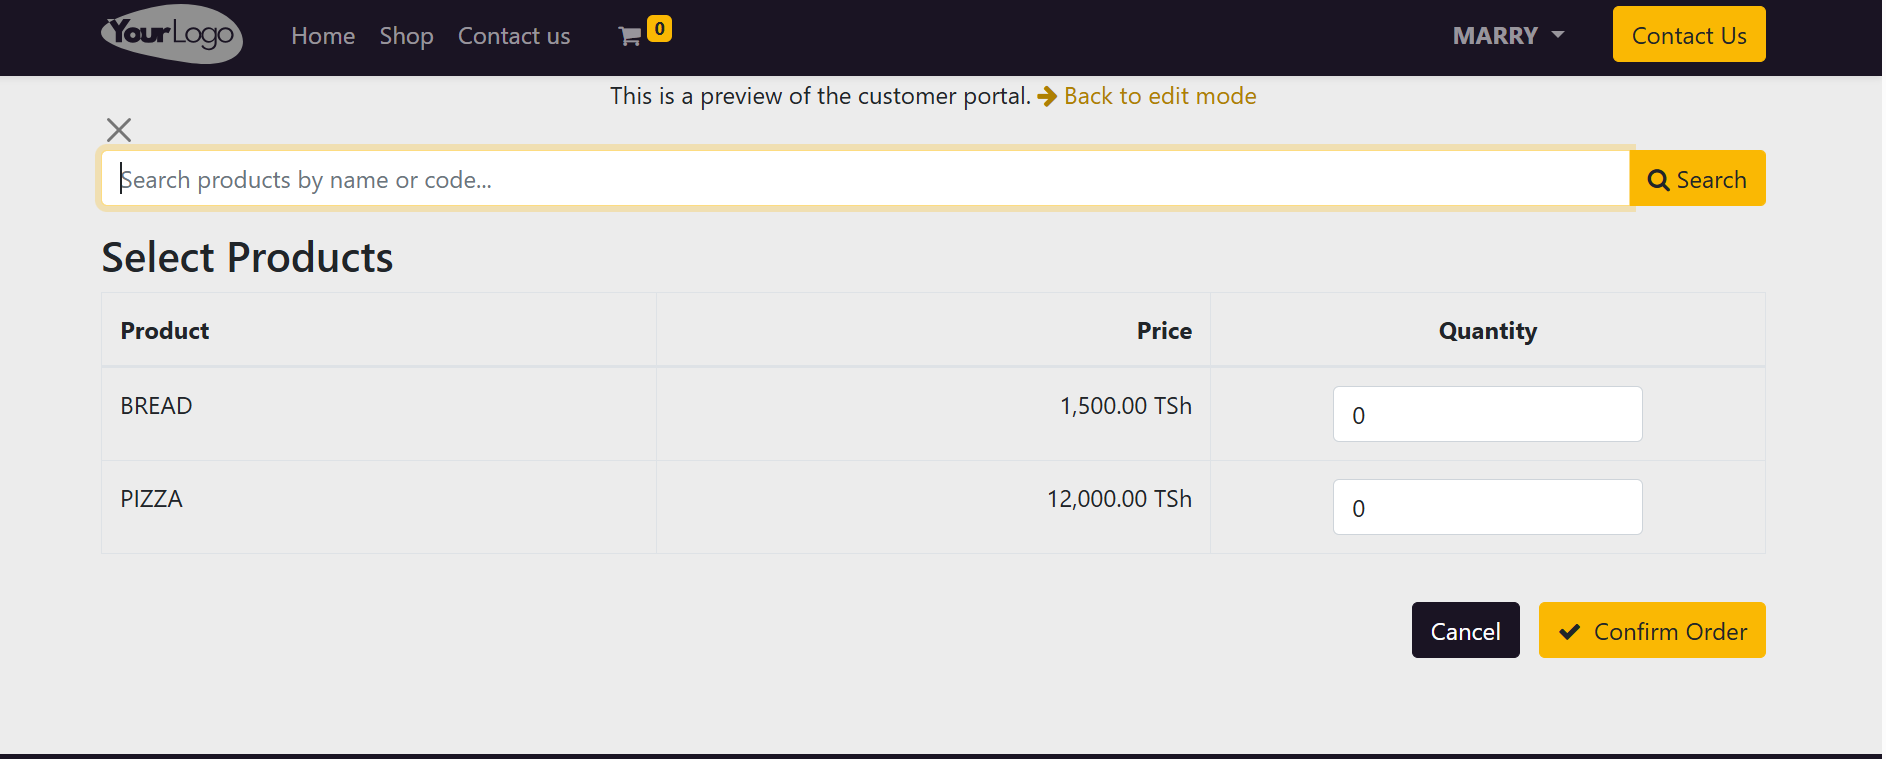 YourLogo Home Shop Contact us 0 MARRY Contact Us
This is a preview of the customer portal. Back to edit mode
Search products by name or code... Search
Select Products
Product Price Quantity
BREAD 1,500.00 TSh 0
PIZZA 12,000.00 TSh 0
Cancel Confirm Order